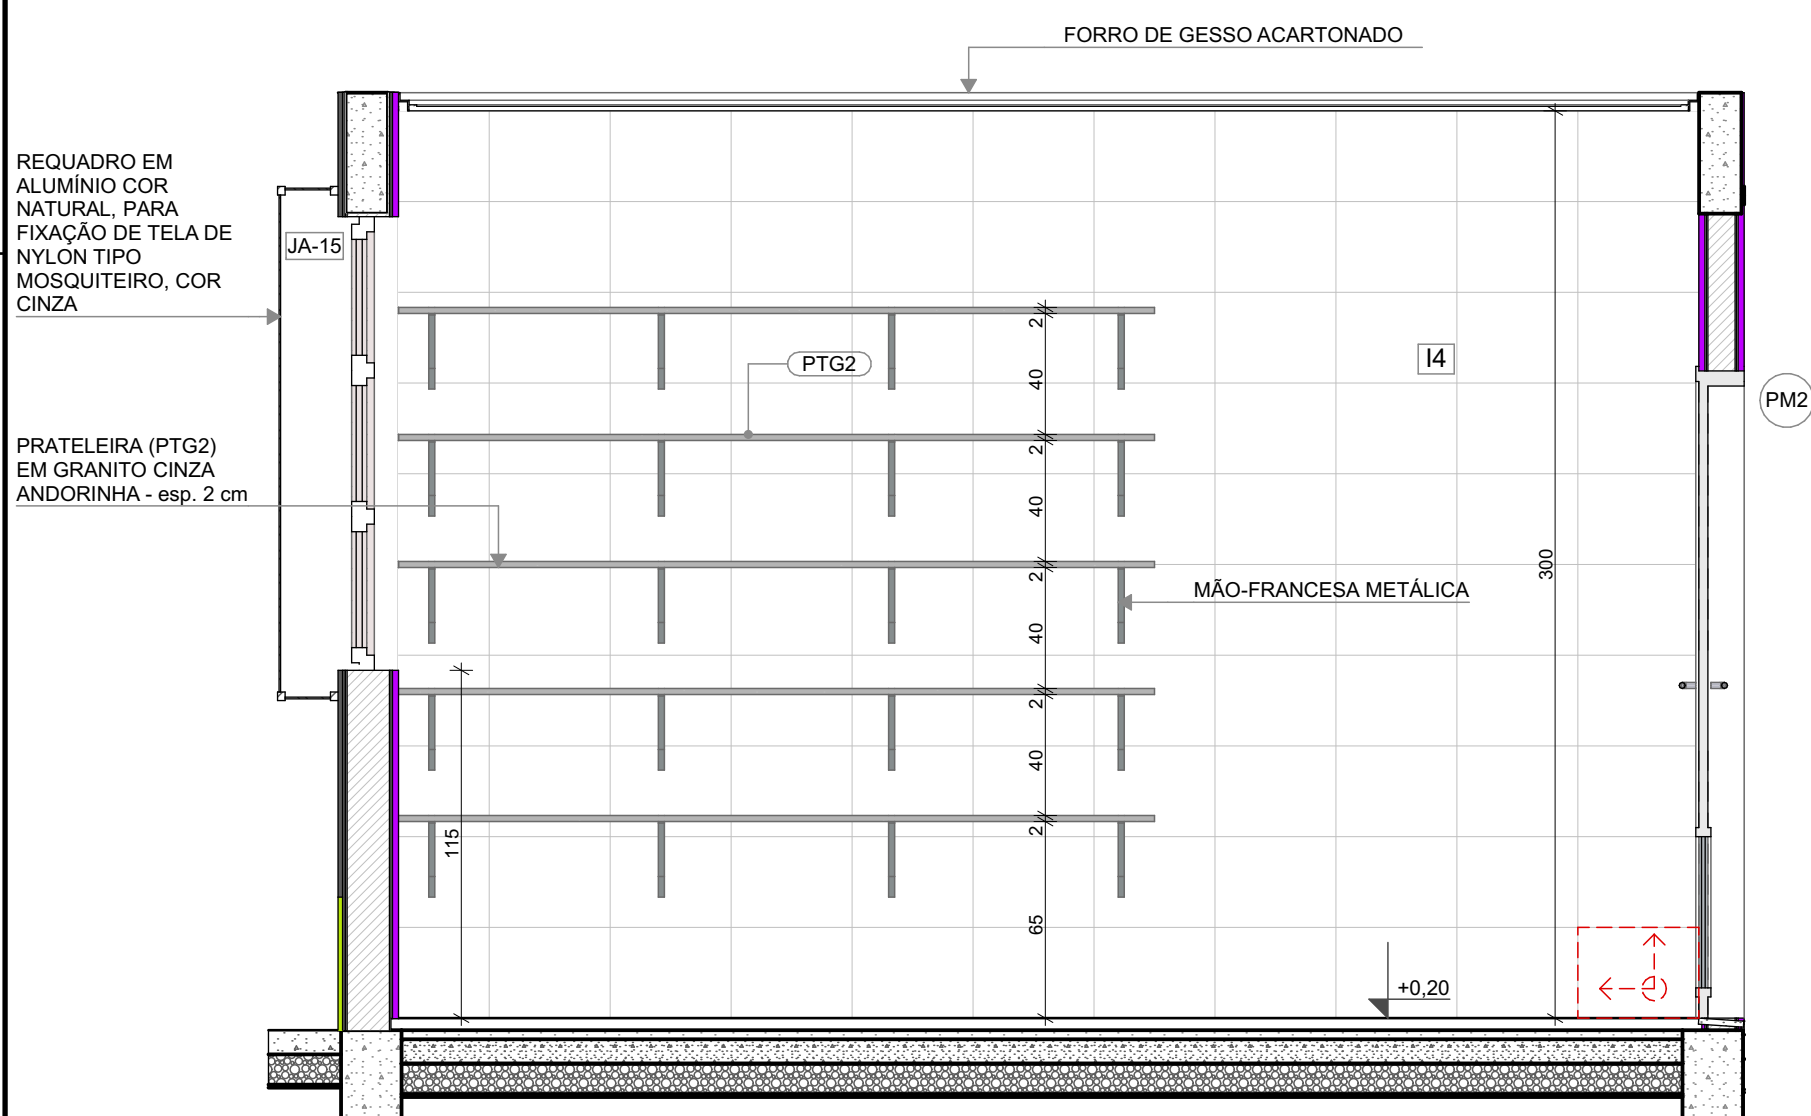 FORRO DE GESSO ACARTONADO
REQUADRO EM
ALUMÍNIO COR
NATURAL, PARA
FIXAÇÃO DE TELA DE
NYLON TIPO
MOSQUITEIRO, COR
CINZA
JA-15
PTG2
I4
PM2
PRATELEIRA (PTG2)
EM GRANITO CINZA
ANDORINHA - esp. 2 cm
MÃO-FRANCESA METÁLICA
2
40
2
40
2
40
2
40
2
65
115
300
+0,20